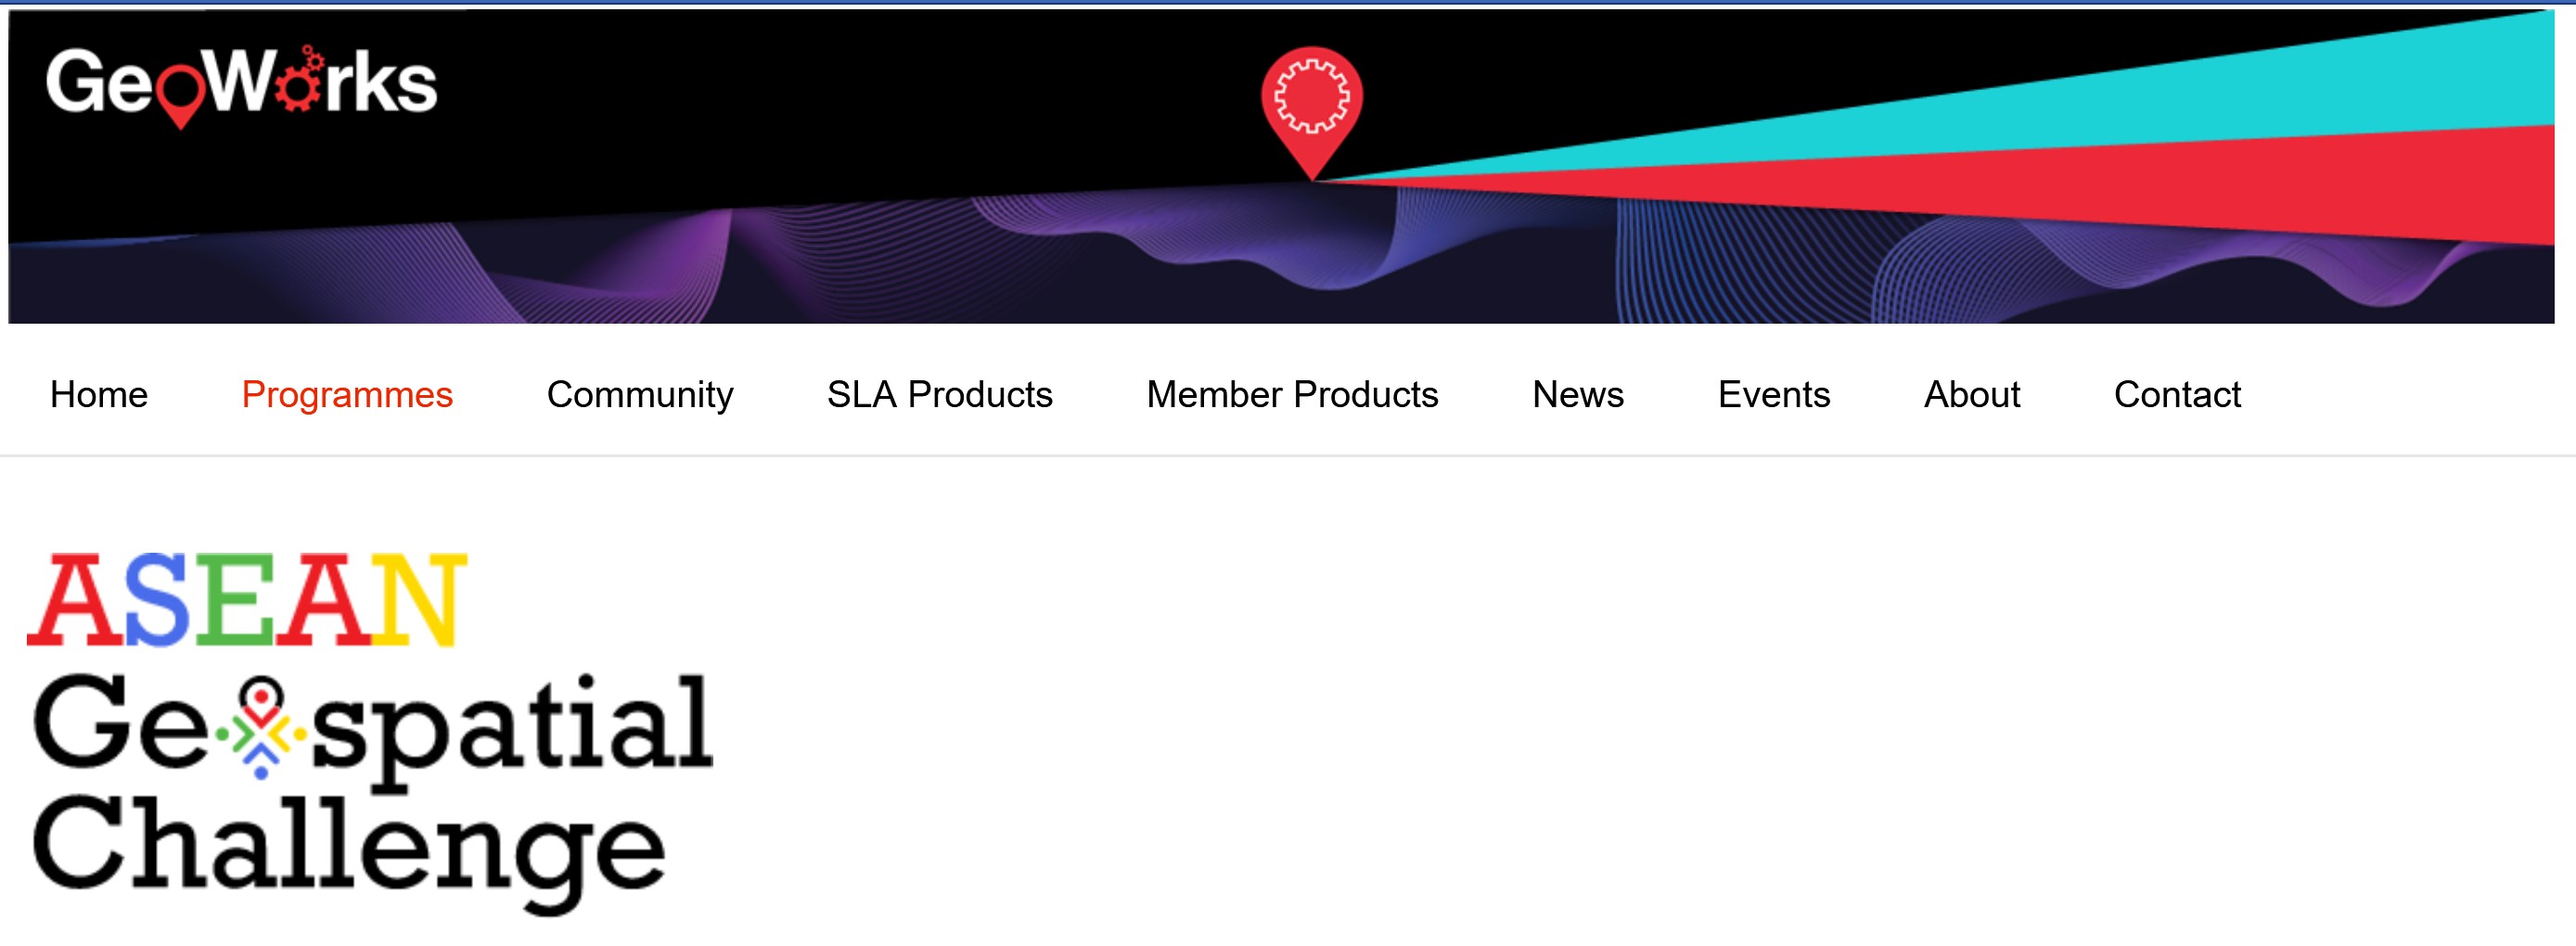 GeoWorks
Home Programmes Community SLA Products Member Products News Events About Contact
ASEAN
Geospatial
Challenge